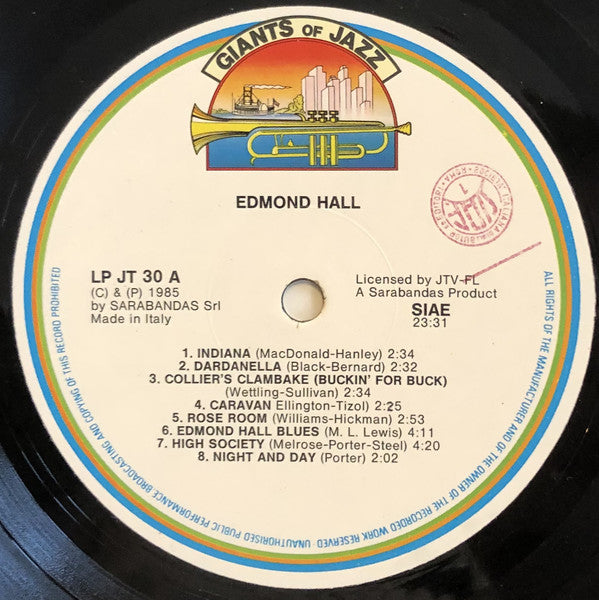 GIANTS OF JAZZ
EDMOND HALL
LP JT 30 A
(C) & (P) 1985
by SARABANDAS Srl
Made in Italy
Licensed by JTV-FL
A Sarabandas Product
SIAE
23:31
1. INDIANA (MacDonald-Hanley) 2:34
2. DARDANELLA (Black-Bernard) 2:32
3. COLLIER'S CLAMBAKE (BUCKIN' FOR BUCK)
(Wettling-Sullivan) 2:34
4. CARAVAN Ellington-Tizol) 2:25
5. ROSE ROOM (Williams-Hickman) 2:53
6. EDMOND HALL BLUES (M. L. Lewis) 4:11
7. HIGH SOCIETY (Melrose-Porter-Steel) 4:20
8. NIGHT AND DAY (Porter) 2:02
ALL RIGHTS OF THE MANUFACTURER AND OF THE OWNER OF THE RECORDED WORK RESERVED · UNAUTHORISED PUBLIC PERFORMANCE BROADCASTING AND COPYING OF THIS RECORD PROHIBITED
SIAE